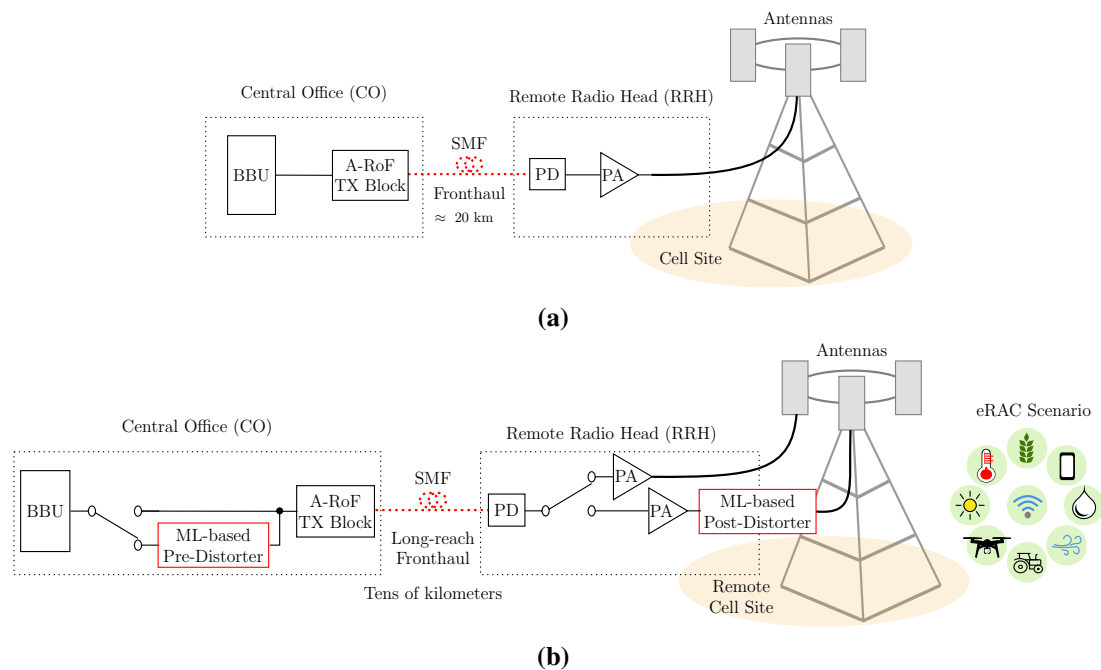 Antennas
Central Office (CO)
Remote Radio Head (RRH)
BBU
A-RoF
TX Block
SMF
Fronthaul
≈ 20 km
PD
PA
Cell Site
(a)
Antennas
eRAC Scenario
Central Office (CO)
Remote Radio Head (RRH)
BBU
ML-based
Pre-Distorter
A-RoF
TX Block
SMF
Long-reach
Fronthaul
Tens of kilometers
PD
PA
PA
ML-based
Post-Distorter
Remote
Cell Site
(b)